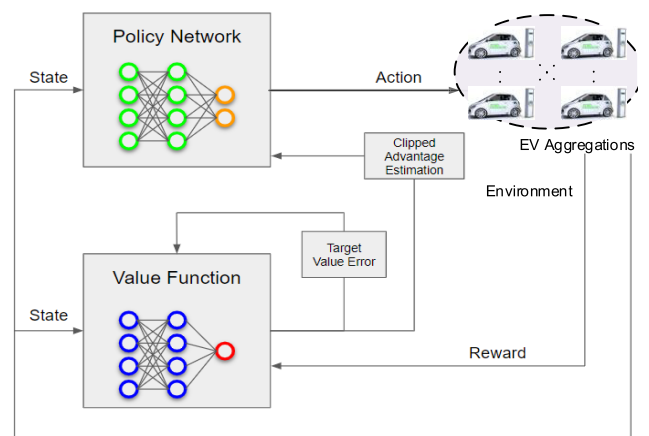 Policy Network
State
Action
Clipped
Advantage
Estimation
EV Aggregations
Environment
Target
Value Error
Value Function
State
Reward